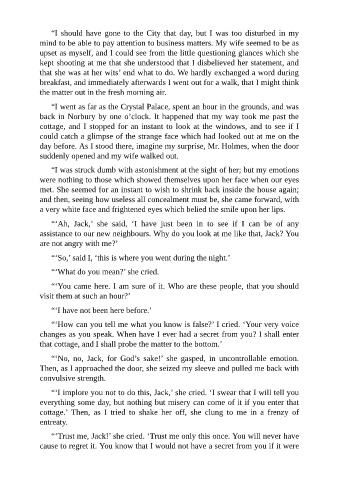 “I should have gone to the City that day, but I was too disturbed in my
mind to be able to pay attention to business matters. My wife seemed to be as
upset as myself, and I could see from the little questioning glances which she
kept shooting at me that she understood that I disbelieved her statement, and
that she was at her wits’ end what to do. We hardly exchanged a word during
breakfast, and immediately afterwards I went out for a walk, that I might think
the matter out in the fresh morning air.
“I went as far as the Crystal Palace, spent an hour in the grounds, and was
back in Norbury by one o’clock. It happened that my way took me past the
cottage, and I stopped for an instant to look at the windows, and to see if I
could catch a glimpse of the strange face which had looked out at me on the
day before. As I stood there, imagine my surprise, Mr. Holmes, when the door
suddenly opened and my wife walked out.
“I was struck dumb with astonishment at the sight of her; but my emotions
were nothing to those which showed themselves upon her face when our eyes
met. She seemed for an instant to wish to shrink back inside the house again;
and then, seeing how useless all concealment must be, she came forward, with
a very white face and frightened eyes which belied the smile upon her lips.
“‘Ah, Jack,’ she said, ‘I have just been in to see if I can be of any
assistance to our new neighbours. Why do you look at me like that, Jack? You
are not angry with me?’
“‘So,’ said I, ‘this is where you went during the night.’
“‘What do you mean?’ she cried.
“‘You came here. I am sure of it. Who are these people, that you should
visit them at such an hour?’
“‘I have not been here before.’
“‘How can you tell me what you know is false?’ I cried. ‘Your very voice
changes as you speak. When have I ever had a secret from you? I shall enter
that cottage, and I shall probe the matter to the bottom.’
“‘No, no, Jack, for God’s sake!’ she gasped, in uncontrollable emotion.
Then, as I approached the door, she seized my sleeve and pulled me back with
convulsive strength.
“‘I implore you not to do this, Jack,’ she cried. ‘I swear that I will tell you
everything some day, but nothing but misery can come of it if you enter that
cottage.’ Then, as I tried to shake her off, she clung to me in a frenzy of
entreaty.
“‘Trust me, Jack!’ she cried. ‘Trust me only this once. You will never have
cause to regret it. You know that I would not have a secret from you if it were